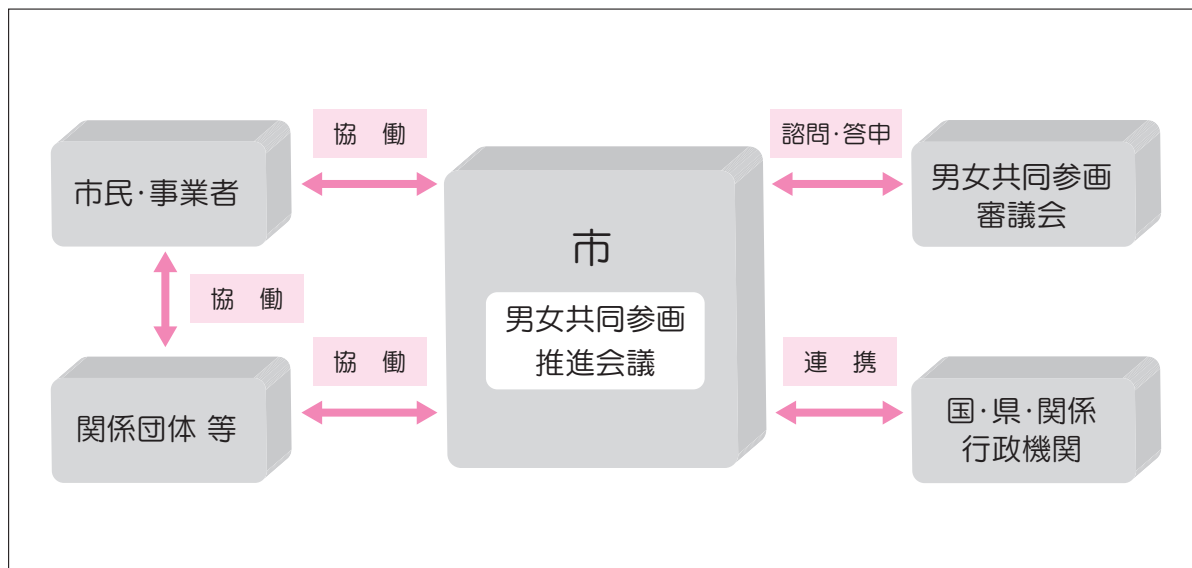 協　働
諮問･答申
市民･事業者
男女共同参画
審議会
市
協　働
男女共同参画
推進会議
協　働
連　携
関係団体 等
国･県･関係
行政機関